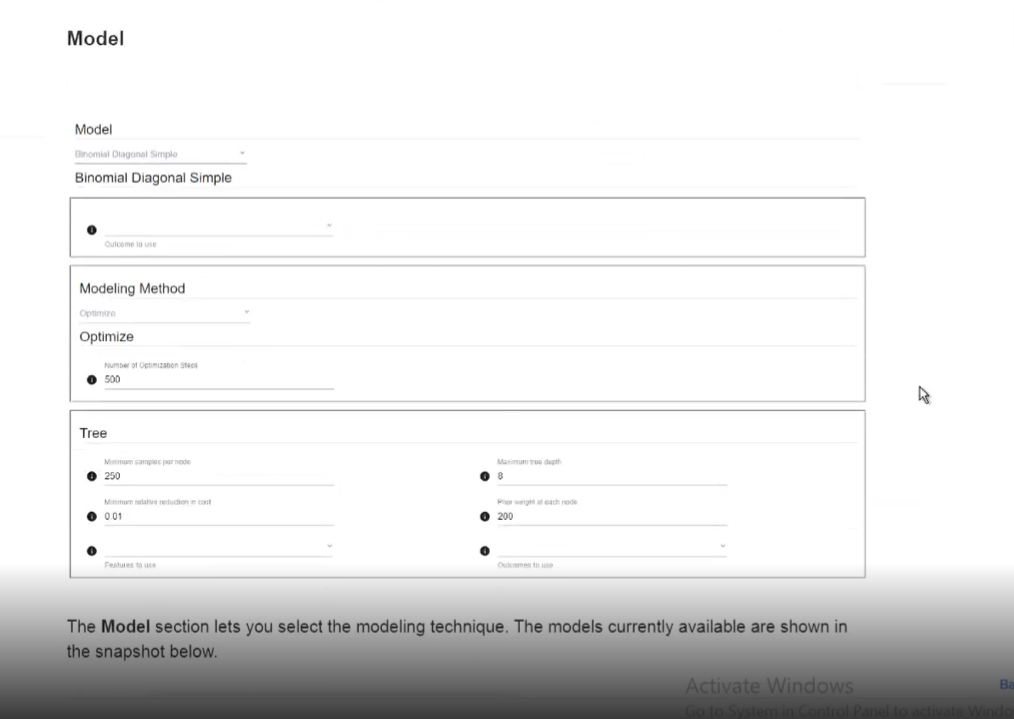 Model
Model
Binomial Diagonal Simple
Binomial Diagonal Simple
Outcome to use
Modeling Method
Optimize
Optimize
Number of Optimization Steps
500
Tree
Minimum samples per node
Maximum tree depth
250
8
Minimum relative reduction in cost
Prior weight at each node
0.01
200
Features to use
Outcomes to use
The Model section lets you select the modeling technique. The models currently available are shown in
the snapshot below.
Activate Windows
Ba
Go to System in Control Panel to activate Windo